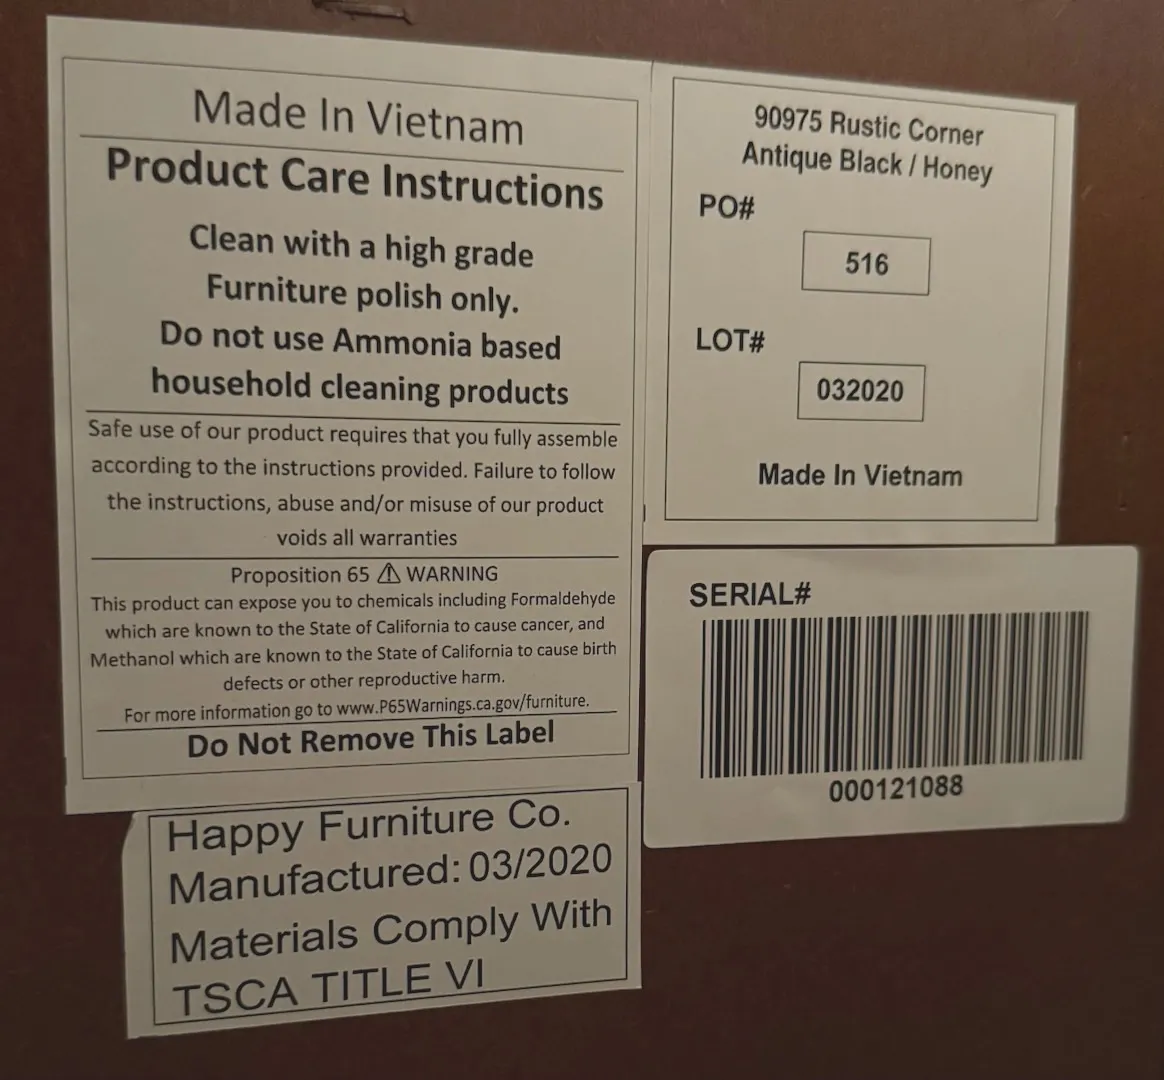 Made In Vietnam
Product Care Instructions
Clean with a high grade
Furniture polish only.
Do not use Ammonia based
household cleaning products
Safe use of our product requires that you fully assemble
according to the instructions provided. Failure to follow
the instructions, abuse and/or misuse of our product
voids all warranties
Proposition 65 ⚠ WARNING
This product can expose you to chemicals including Formaldehyde
which are known to the State of California to cause cancer, and
Methanol which are known to the State of California to cause birth
defects or other reproductive harm.
For more information go to www.P65Warnings.ca.gov/furniture.
Do Not Remove This Label
90975 Rustic Corner
Antique Black / Honey
PO#
516
LOT#
032020
Made In Vietnam
SERIAL#
000121088
Happy Furniture Co.
Manufactured: 03/2020
Materials Comply With
TSCA TITLE VI